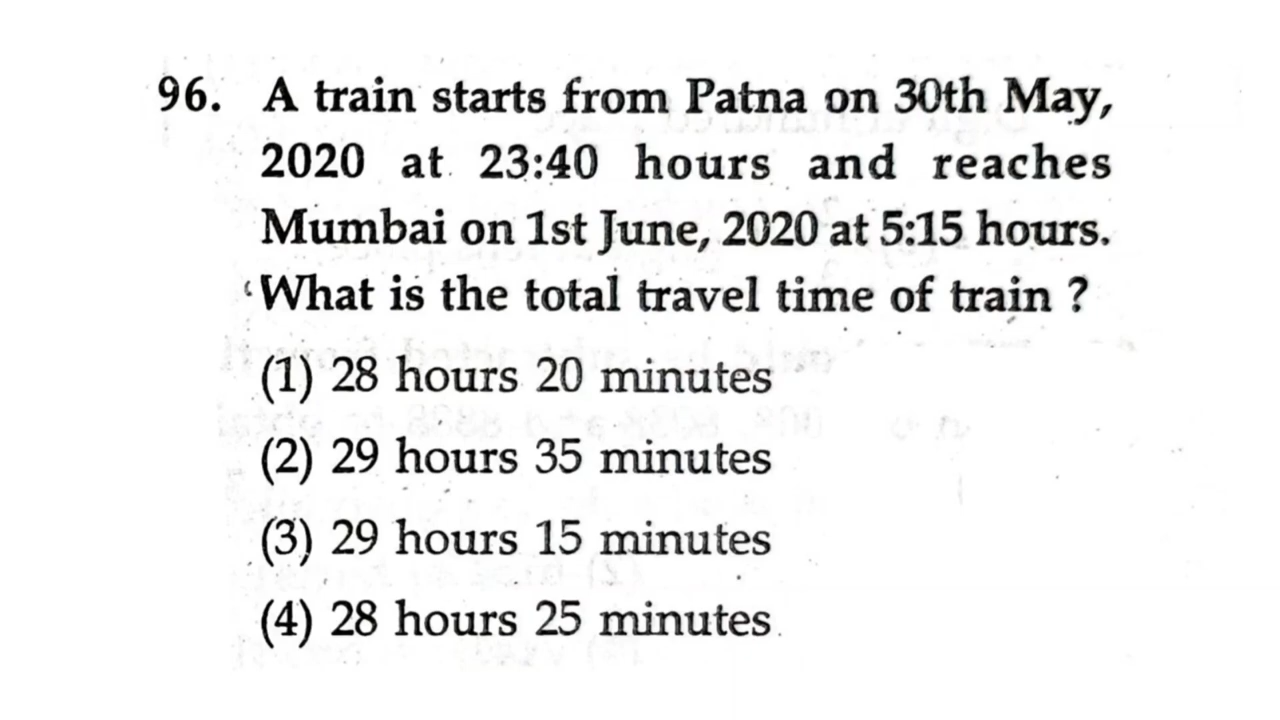 96. A train starts from Patna on 30th May,
2020 at 23:40 hours and reaches
Mumbai on 1st June, 2020 at 5:15 hours.
What is the total travel time of train ?
(1) 28 hours 20 minutes
(2) 29 hours 35 minutes
(3) 29 hours 15 minutes
(4) 28 hours 25 minutes